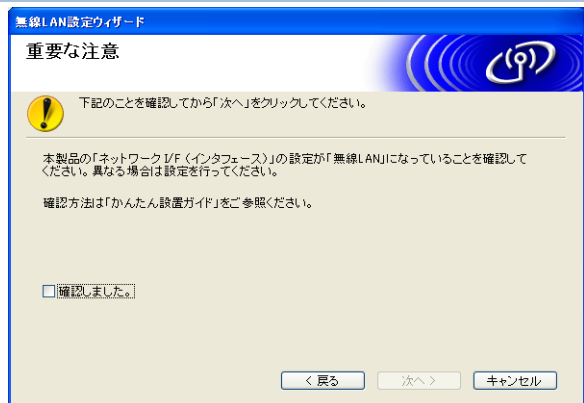 無線LAN設定ウィザード
重要な注意
下記のことを確認してから「次へ」をクリックしてください。
本製品の「ネットワークI/F（インタフェース）」の設定が「無線LAN」になっていることを確認して
ください。異なる場合は設定を行ってください。
確認方法は「かんたん設置ガイド」をご参照ください。
確認しました。
< 戻る 次へ > キャンセル